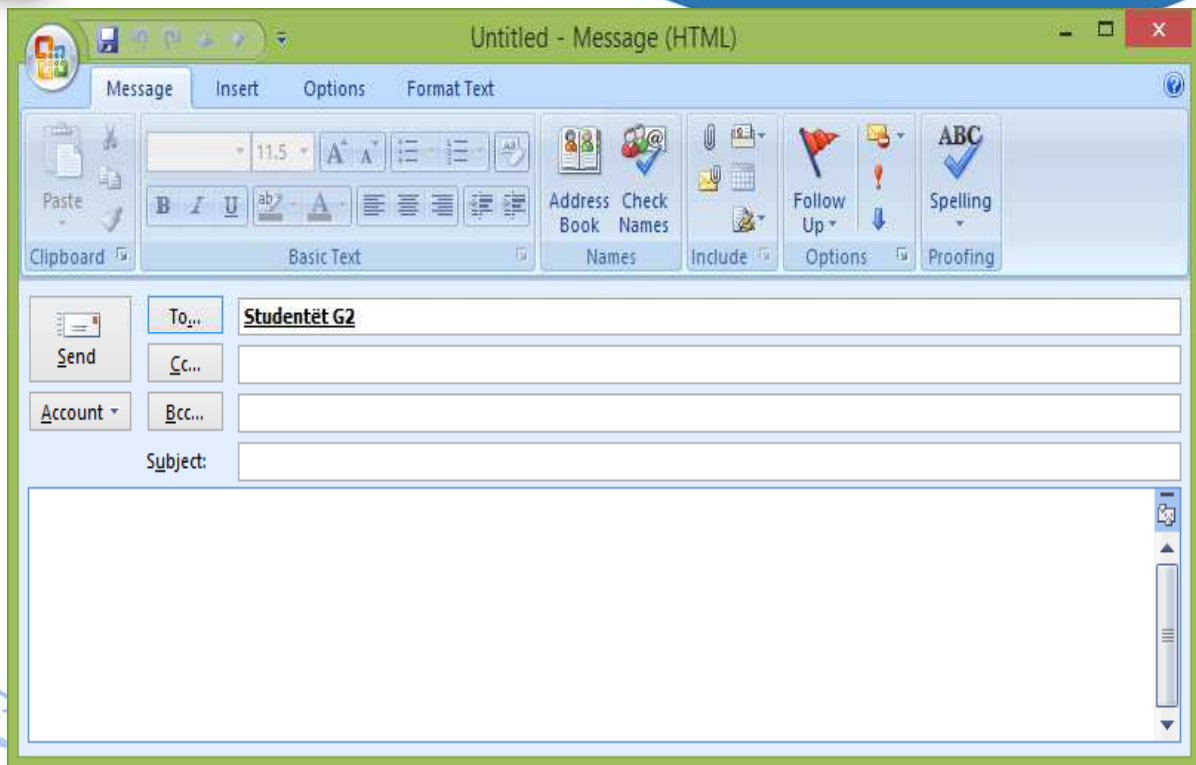 Untitled - Message (HTML)
Message Insert Options Format Text
11.5 A A ABC
Paste B I U ab A Address Book Check Names Follow Up Spelling
Clipboard Basic Text Names Include Options Proofing
To... Studentët G2
Send
Cc...
Account Bcc...
Subject: